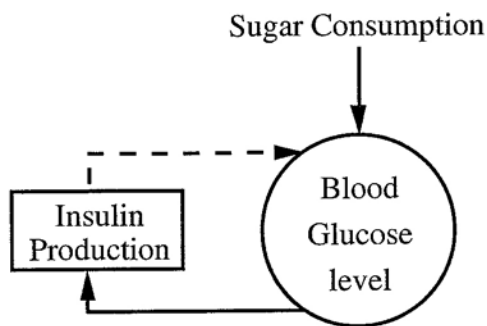 Sugar Consumption
Blood
Glucose
level
Insulin
Production